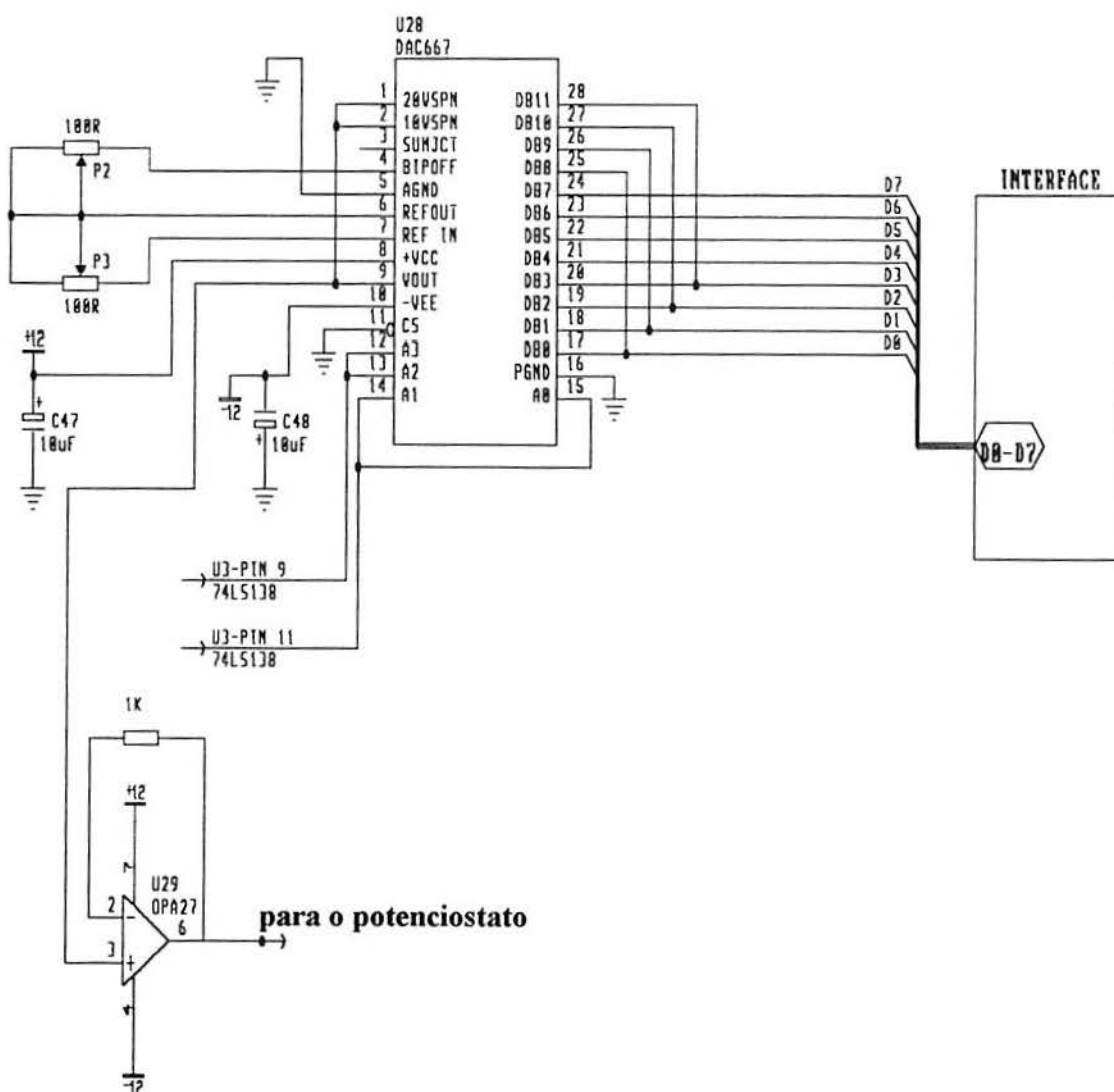 U28
DAC667
1 20VSPN
2 10VSPN
3 SUMJCT
4 BIPOFF
5 AGND
6 REFOUT
7 REF IN
8 +VCC
9 VOUT
10 -VEE
11 CS
12 A3
13 A2
14 A1
DB11 28
DB10 27
DB9 26
DB8 25
DB7 24
DB6 23
DB5 22
DB4 21
DB3 20
DB2 19
DB1 18
DB0 17
PGND 16
A0 15
100R
P2
P3
100R
+12
+
C47
10uF
-12
+
C48
10uF
D7
D6
D5
D4
D3
D2
D1
D0
INTERFACE
D0-D7
U3-PIN 9
74LS138
U3-PIN 11
74LS138
1K
+12
7
U29
OPA27
2
-
3
+
6
4
-12
para o potenciostato